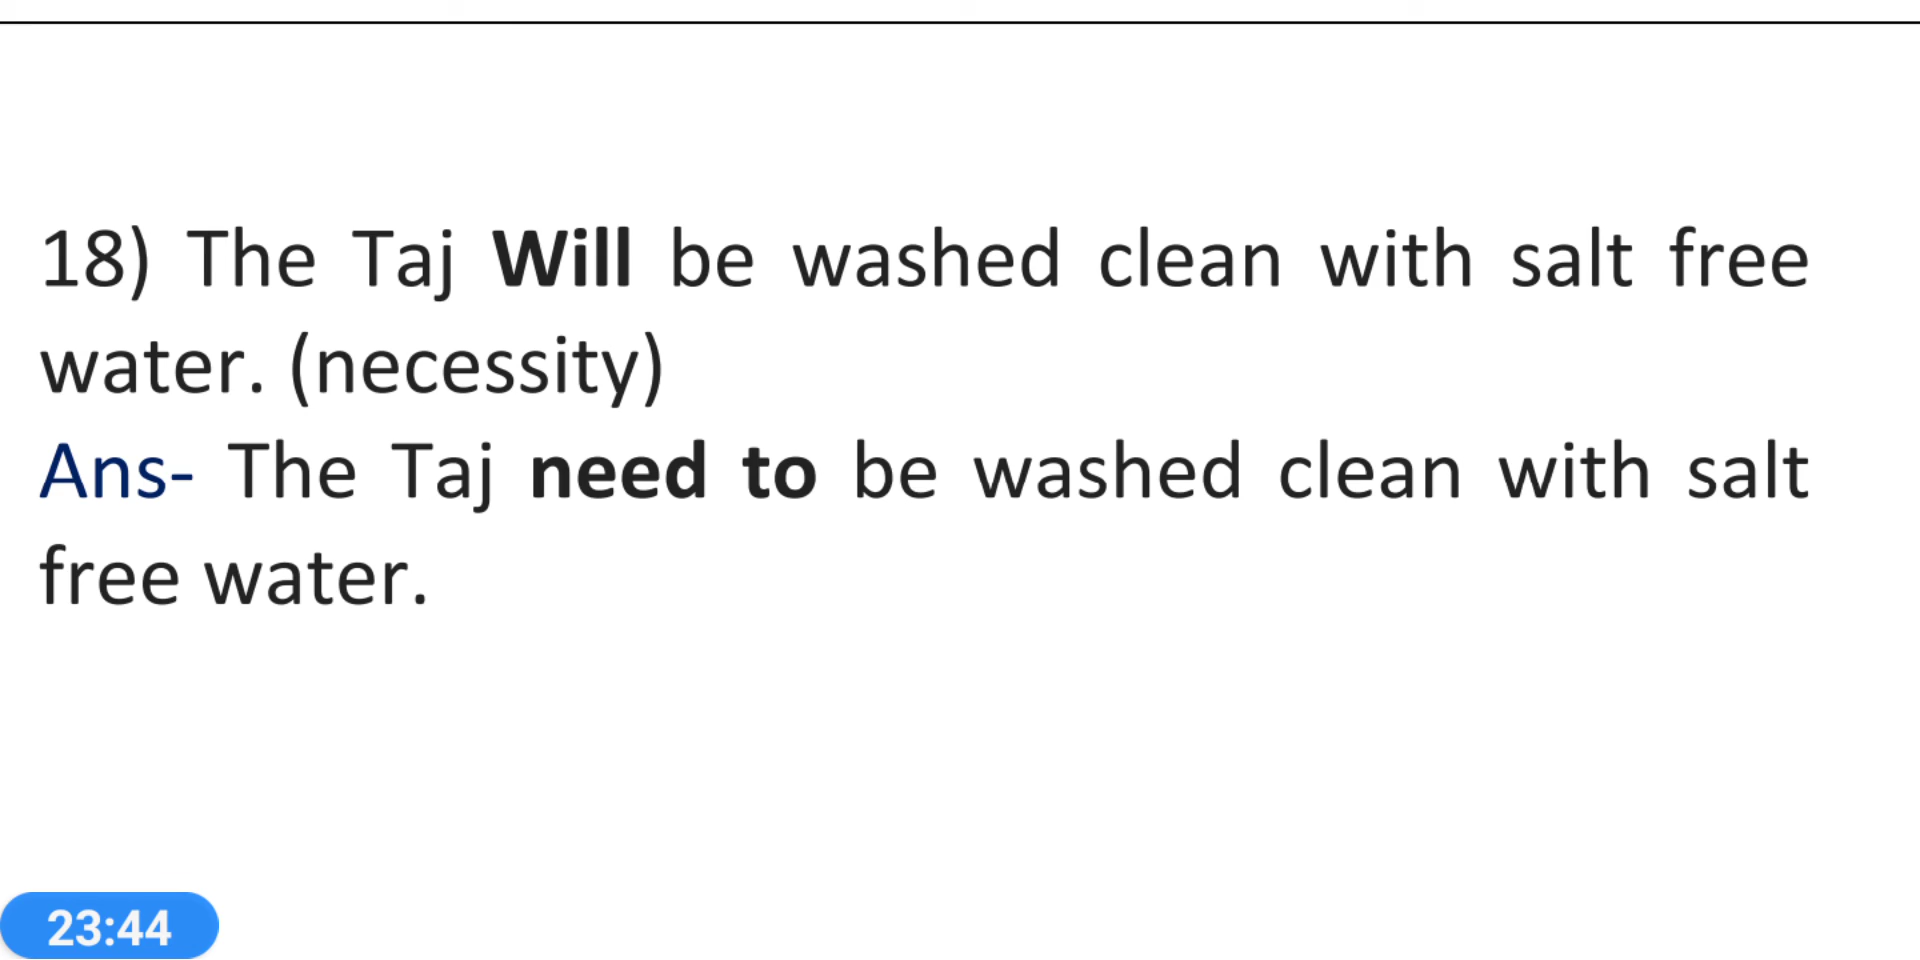 18) The Taj Will be washed clean with salt free
water. (necessity)
Ans- The Taj need to be washed clean with salt
free water.
23:44